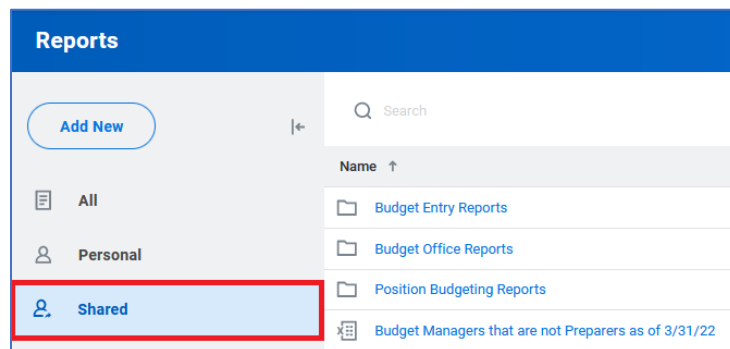 Reports
Add New
Search
Name ↑
All
Budget Entry Reports
Personal
Budget Office Reports
Shared
Position Budgeting Reports
Budget Managers that are not Preparers as of 3/31/22